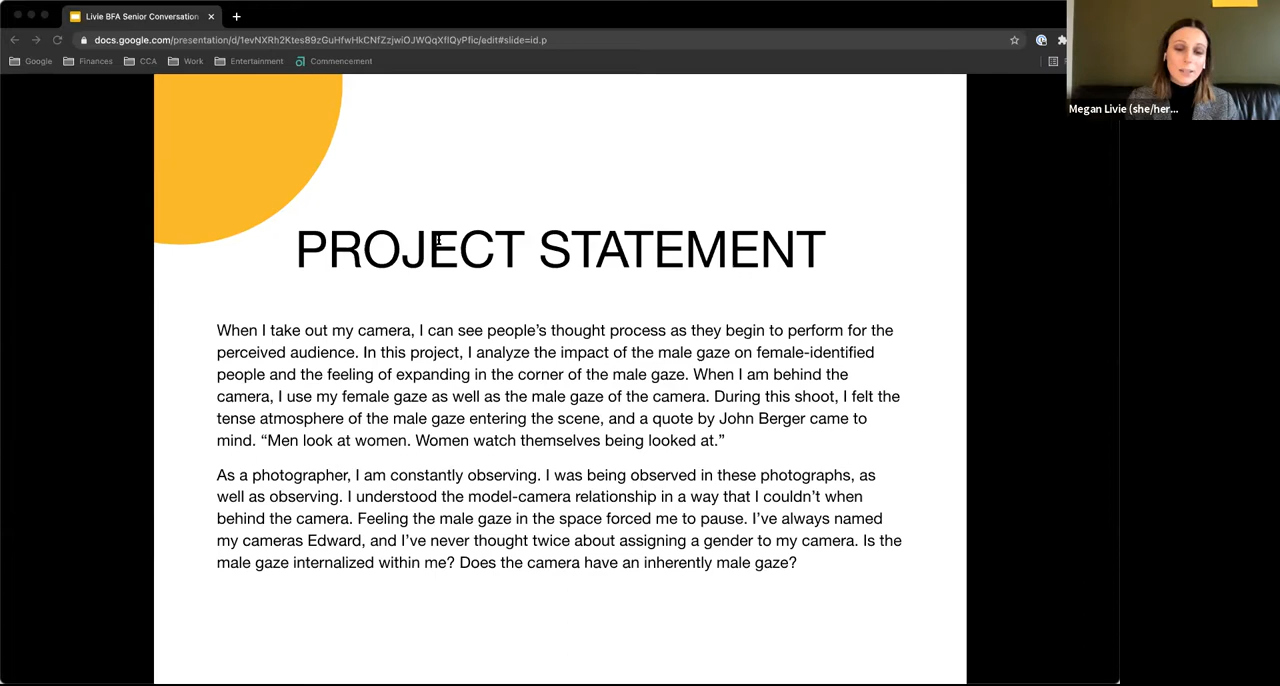 Livie BFA Senior Conversation
docs.google.com/presentation/d/1evNXRh2Ktes89zGuHfwHkCNfZzjwiOJWQqXflQyPfic/edit#slide=id.p
Google Finances CCA Work Entertainment Commencement
Megan Livie (she/her...
PROJECT STATEMENT
When I take out my camera, I can see people’s thought process as they begin to perform for the
perceived audience. In this project, I analyze the impact of the male gaze on female-identified
people and the feeling of expanding in the corner of the male gaze. When I am behind the
camera, I use my female gaze as well as the male gaze of the camera. During this shoot, I felt the
tense atmosphere of the male gaze entering the scene, and a quote by John Berger came to
mind. “Men look at women. Women watch themselves being looked at.”
As a photographer, I am constantly observing. I was being observed in these photographs, as
well as observing. I understood the model-camera relationship in a way that I couldn’t when
behind the camera. Feeling the male gaze in the space forced me to pause. I’ve always named
my cameras Edward, and I’ve never thought twice about assigning a gender to my camera. Is the
male gaze internalized within me? Does the camera have an inherently male gaze?